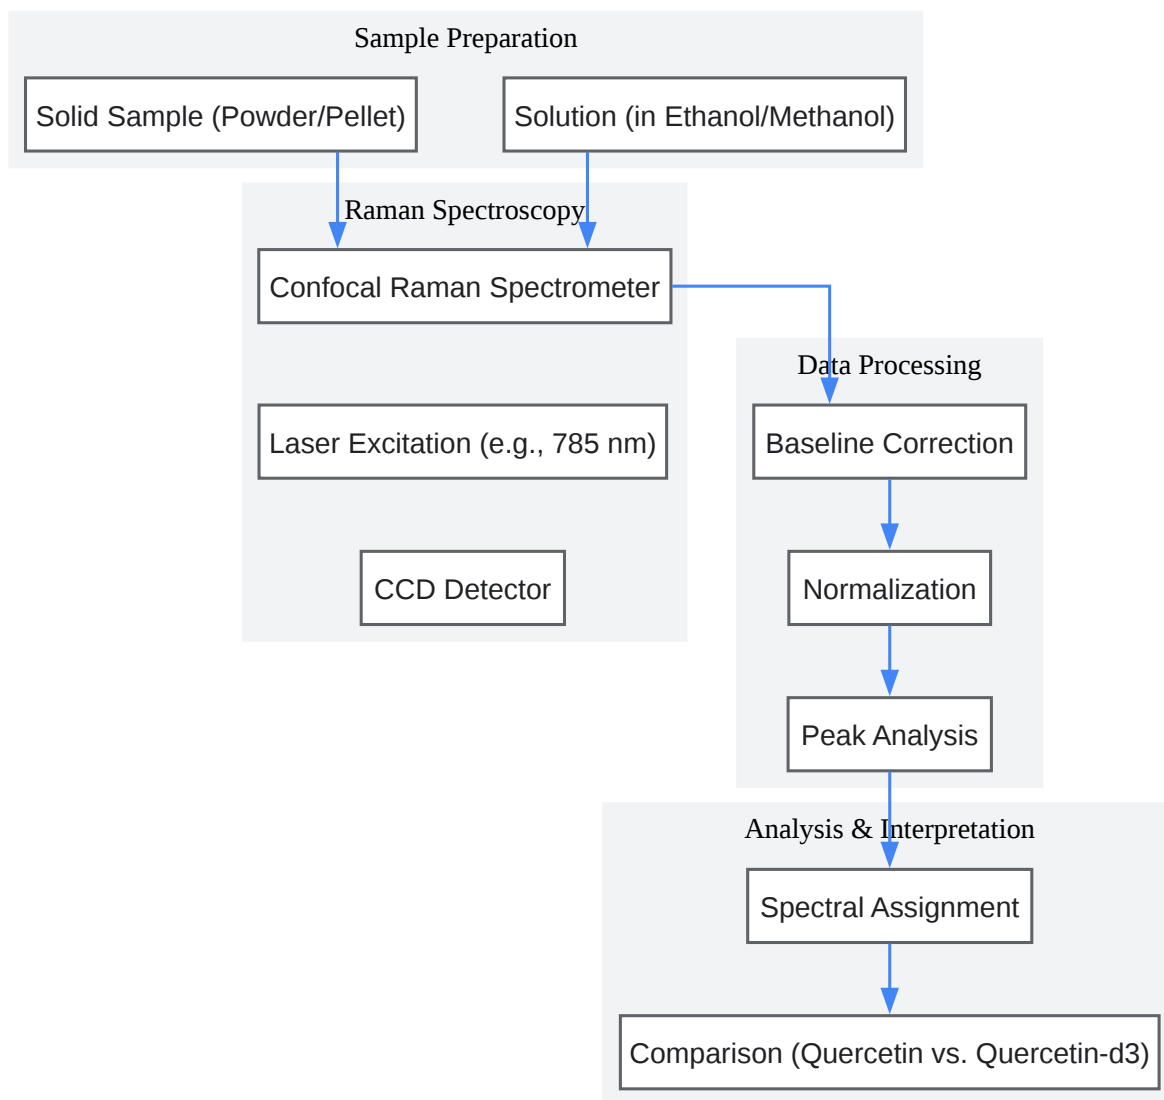 Sample Preparation
Solid Sample (Powder/Pellet)
Solution (in Ethanol/Methanol)
Raman Spectroscopy
Confocal Raman Spectrometer
Laser Excitation (e.g., 785 nm)
CCD Detector
Data Processing
Baseline Correction
Normalization
Peak Analysis
Analysis & Interpretation
Spectral Assignment
Comparison (Quercetin vs. Quercetin-d3)